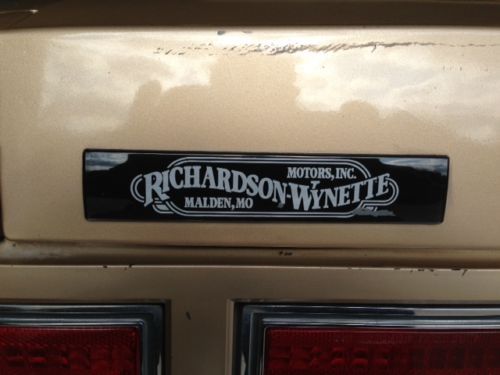 MOTORS, INC.
RICHARDSON-WYNETTE
MALDEN, MO